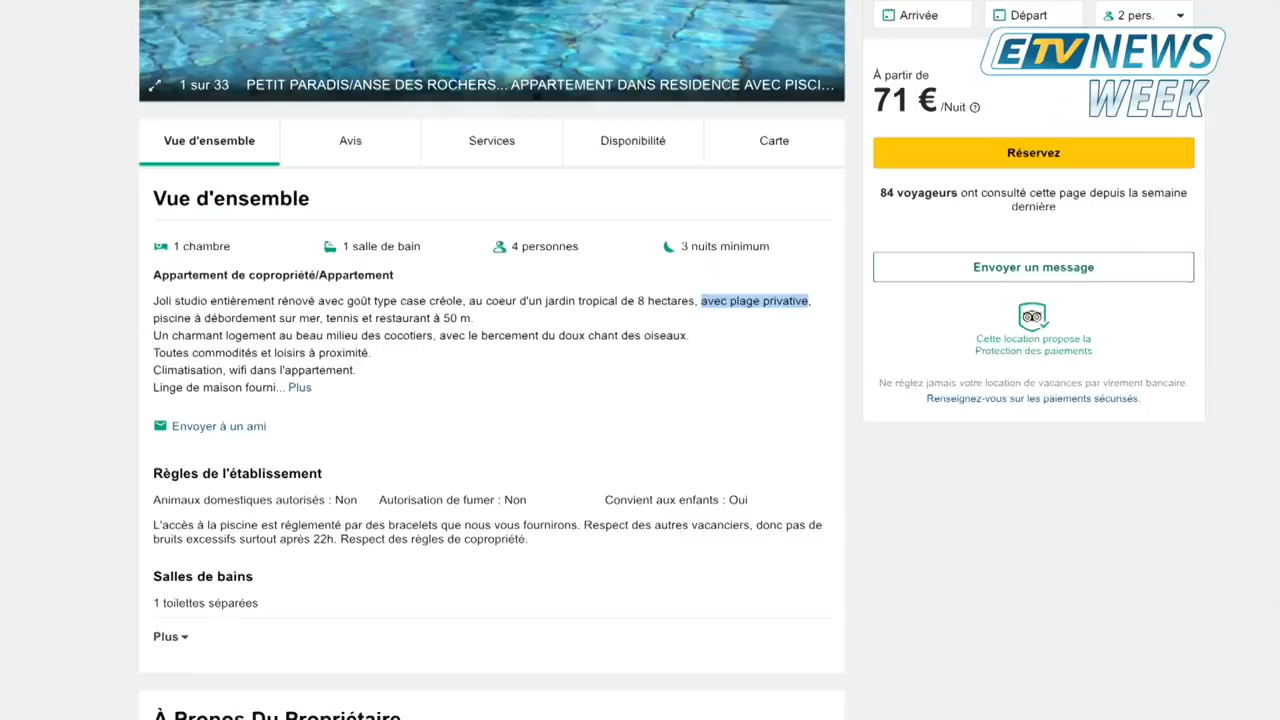 Arrivée
Départ
2 pers.
ETV NEWS
WEEK
1 sur 33
PETIT PARADIS/ANSE DES ROCHERS... APPARTEMENT DANS RESIDENCE AVEC PISCI...
À partir de
71 € /Nuit
Vue d'ensemble
Avis
Services
Disponibilité
Carte
Réservez
84 voyageurs ont consulté cette page depuis la semaine
dernière
Vue d'ensemble
1 chambre
1 salle de bain
4 personnes
3 nuits minimum
Envoyer un message
Appartement de copropriété/Appartement
Joli studio entièrement rénové avec goût type case créole, au coeur d'un jardin tropical de 8 hectares, avec plage privative,
piscine à débordement sur mer, tennis et restaurant à 50 m.
Un charmant logement au beau milieu des cocotiers, avec le bercement du doux chant des oiseaux.
Toutes commodités et loisirs à proximité.
Climatisation, wifi dans l'appartement.
Linge de maison fourni... Plus
Cette location propose la
Protection des paiements
Ne réglez jamais votre location de vacances par virement bancaire.
Renseignez-vous sur les paiements sécurisés.
Envoyer à un ami
Règles de l'établissement
Animaux domestiques autorisés : Non
Autorisation de fumer : Non
Convient aux enfants : Oui
L'accès à la piscine est réglementé par des bracelets que nous vous fournirons. Respect des autres vacanciers, donc pas de
bruits excessifs surtout après 22h. Respect des règles de copropriété.
Salles de bains
1 toilettes séparées
Plus
À Propos Du Propriétaire